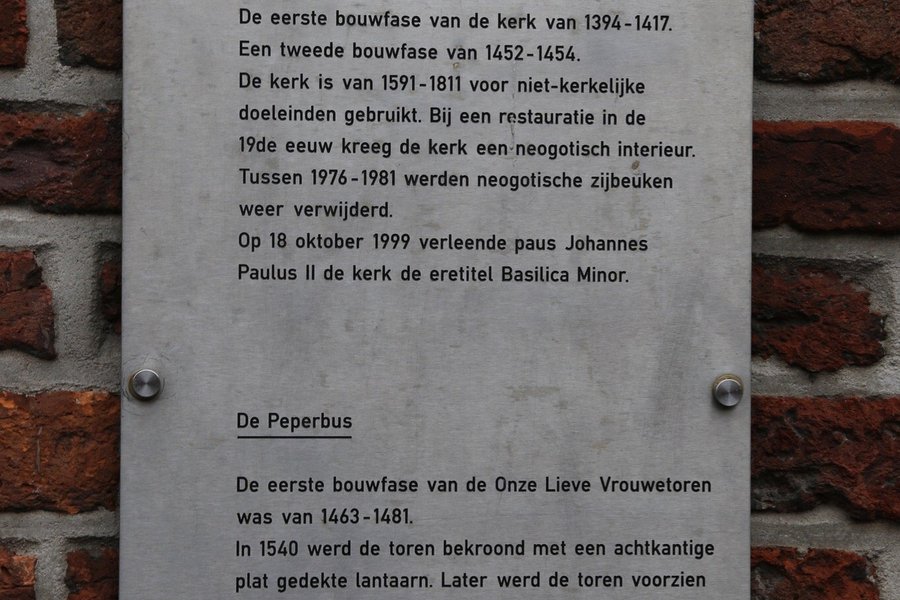 De eerste bouwfase van de kerk van 1394-1417.
Een tweede bouwfase van 1452-1454.
De kerk is van 1591-1811 voor niet-kerkelijke
doeleinden gebruikt. Bij een restauratie in de
19de eeuw kreeg de kerk een neogotisch interieur.
Tussen 1976-1981 werden neogotische zijbeuken
weer verwijderd.
Op 18 oktober 1999 verleende paus Johannes
Paulus II de kerk de eretitel Basilica Minor.
De Peperbus
De eerste bouwfase van de Onze Lieve Vrouwetoren
was van 1463-1481.
In 1540 werd de toren bekroond met een achtkantige
plat gedekte lantaarn. Later werd de toren voorzien